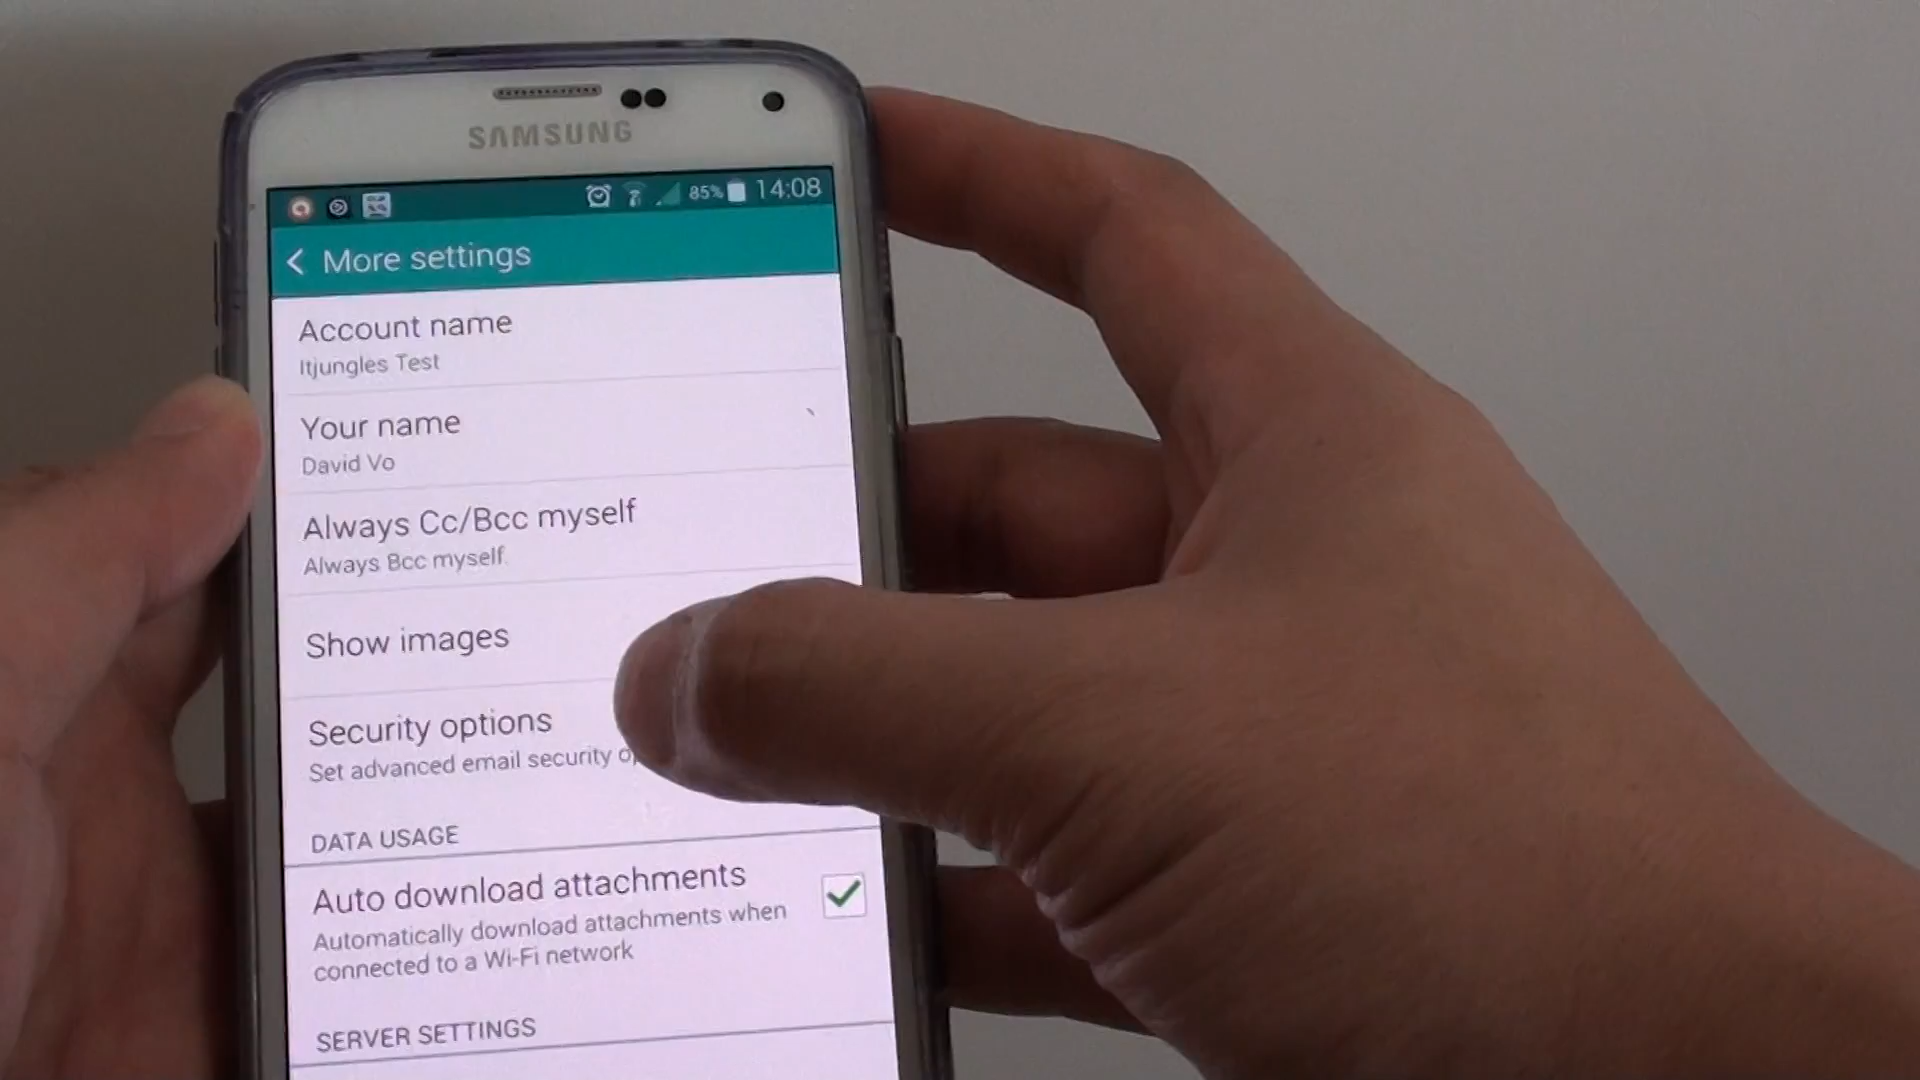 SAMSUNG
85% 14:08
More settings
Account name
Itjungles Test
Your name
David Vo
Always Cc/Bcc myself
Always Bcc myself.
Show images
Security options
Set advanced email security
DATA USAGE
Auto download attachments
Automatically download attachments when
connected to a Wi-Fi network
SERVER SETTINGS